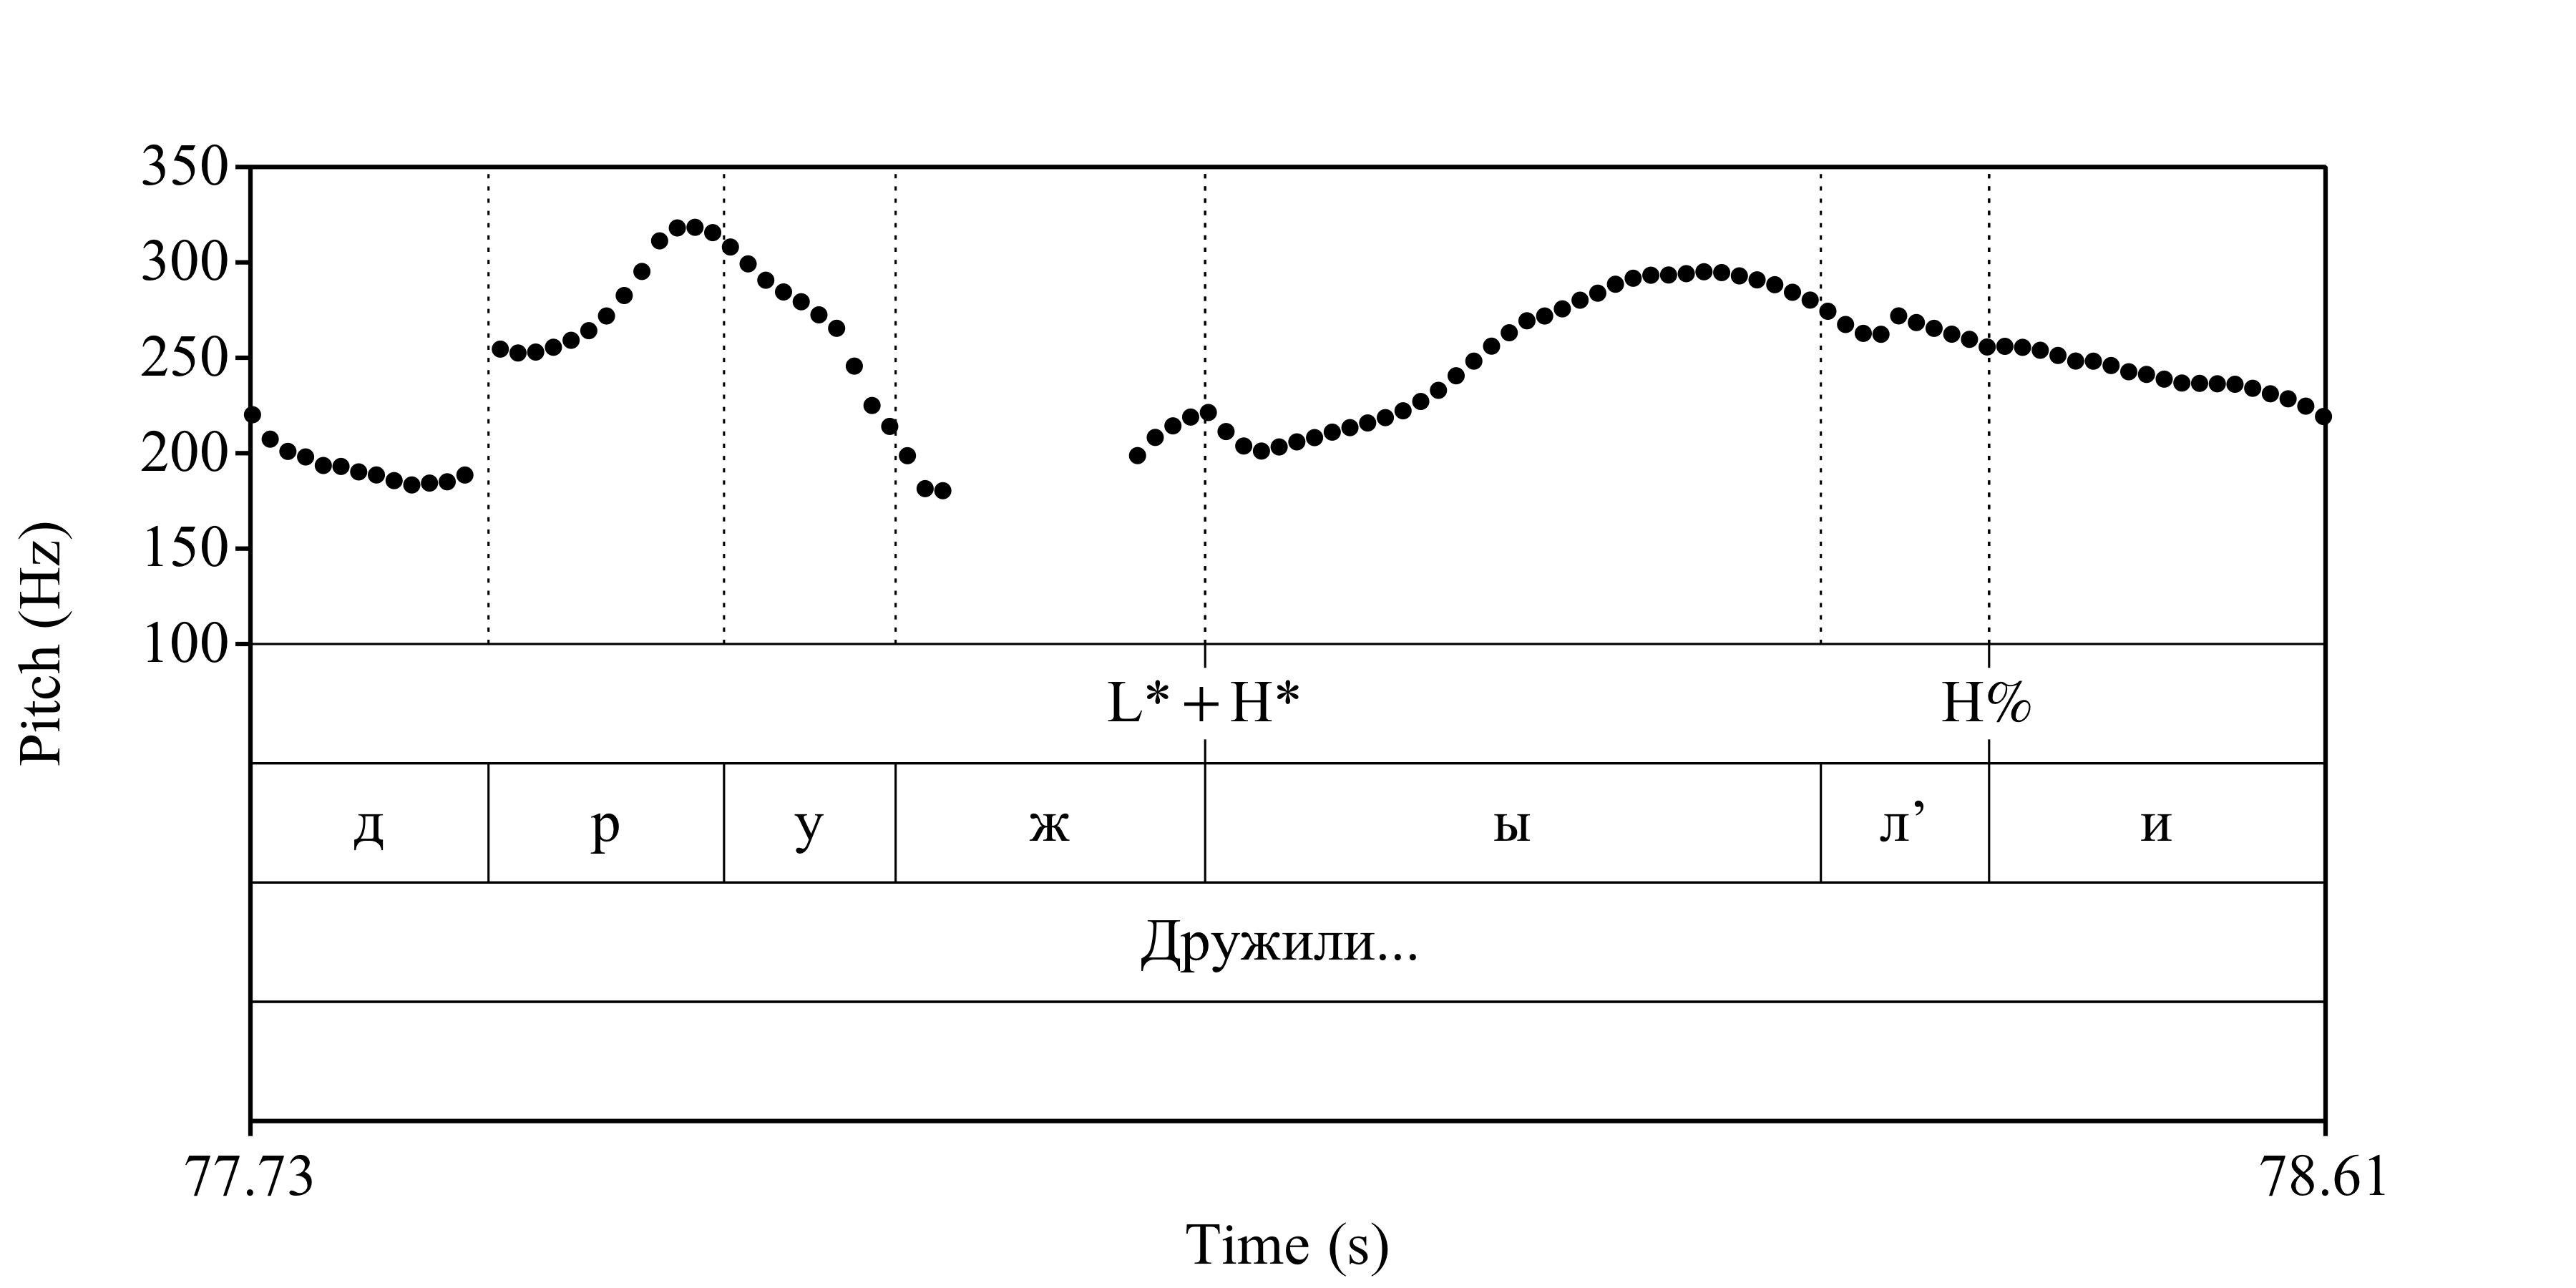 350
300
250
200
150
100
Pitch (Hz)
L*+H* H%
д р у ж ы л’ и
Дружили...
77.73 78.61
Time (s)